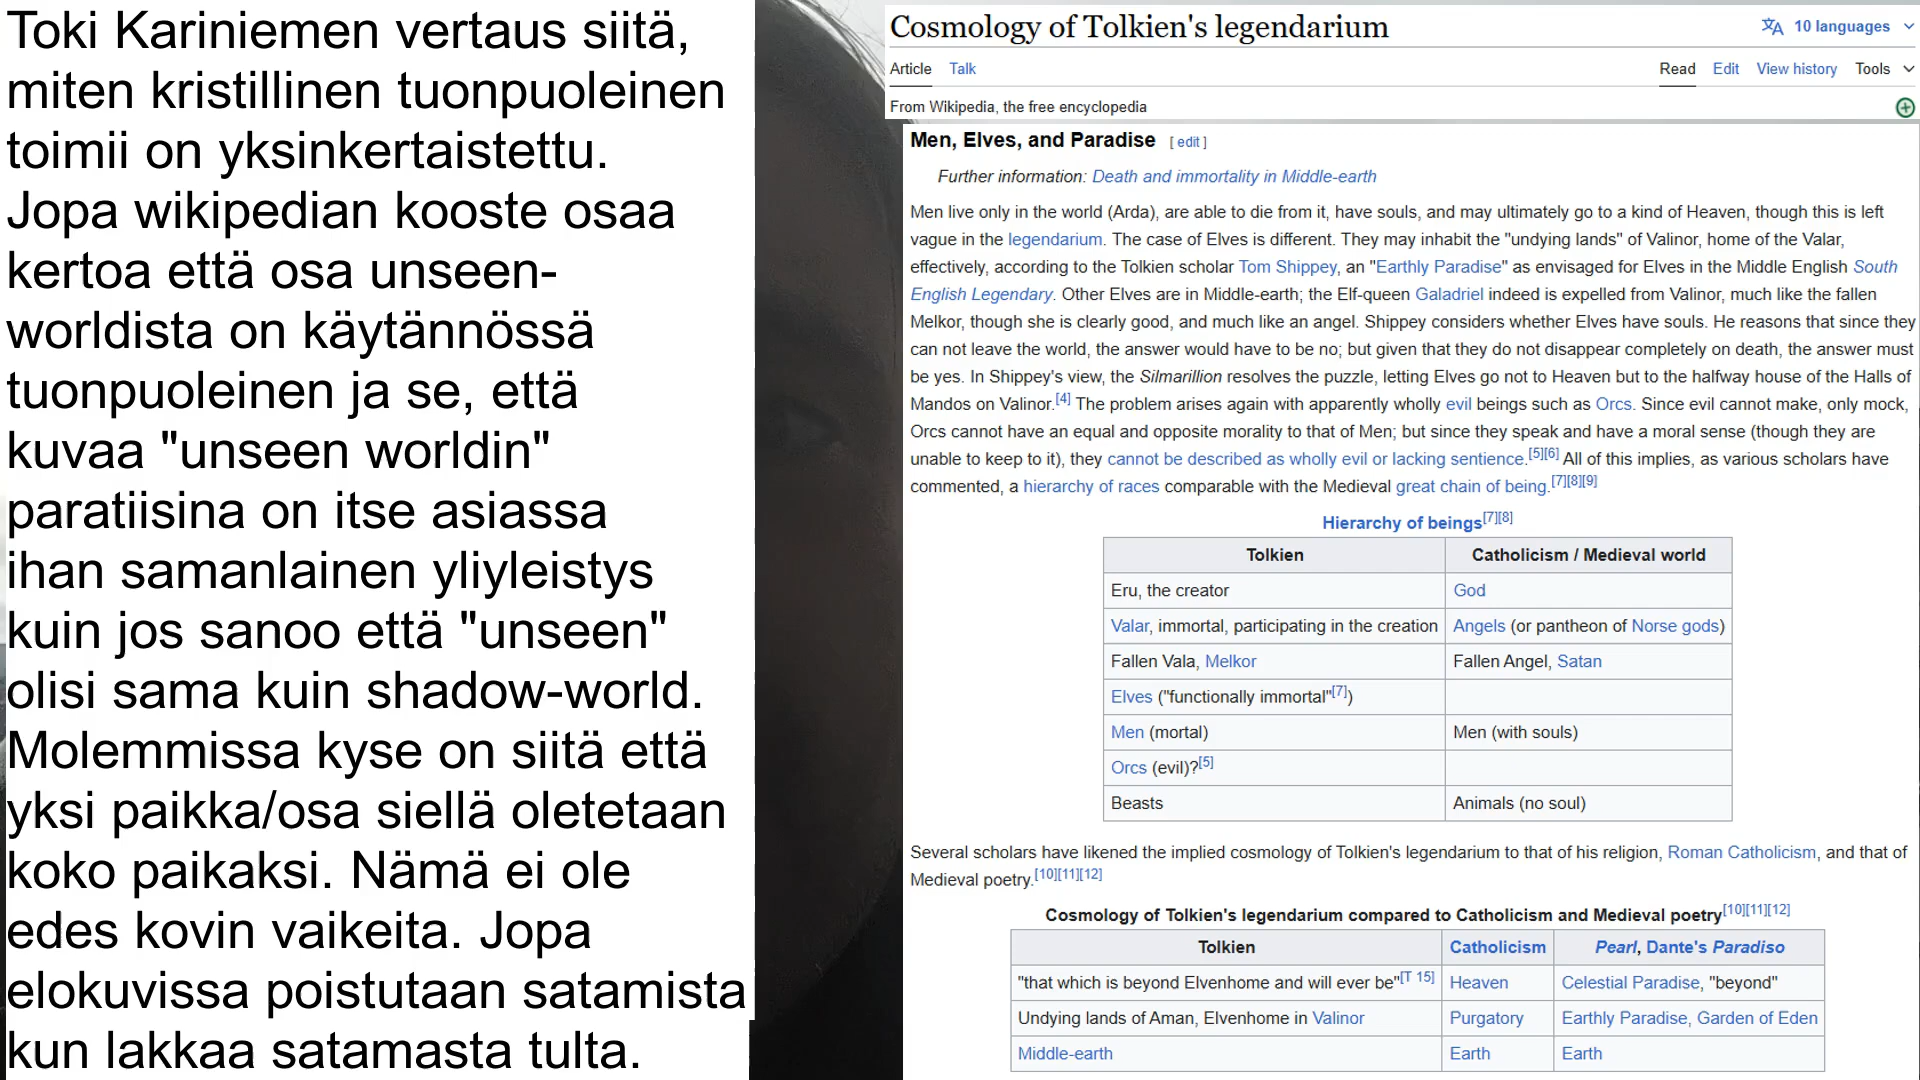 Toki Kariniemen vertaus siitä,
miten kristillinen tuonpuoleinen
toimii on yksinkertaistettu.
Jopa wikipedian kooste osaa
kertoa että osa unseen-
worldista on käytännössä
tuonpuoleinen ja se, että
kuvaa "unseen worldin"
paratiisina on itse asiassa
ihan samanlainen yliyleistys
kuin jos sanoo että "unseen"
olisi sama kuin shadow-world.
Molemmissa kyse on siitä että
yksi paikka/osa siellä oletetaan
koko paikaksi. Nämä ei ole
edes kovin vaikeita. Jopa
elokuvissa poistutaan satamista
kun lakkaa satamasta tulta.
Cosmology of Tolkien's legendarium
10 languages
Article Talk
Read Edit View history Tools
From Wikipedia, the free encyclopedia
Men, Elves, and Paradise [ edit ]
Further information: Death and immortality in Middle-earth
Men live only in the world (Arda), are able to die from it, have souls, and may ultimately go to a kind of Heaven, though this is left
vague in the legendarium. The case of Elves is different. They may inhabit the "undying lands" of Valinor, home of the Valar,
effectively, according to the Tolkien scholar Tom Shippey, an "Earthly Paradise" as envisaged for Elves in the Middle English South
English Legendary. Other Elves are in Middle-earth; the Elf-queen Galadriel indeed is expelled from Valinor, much like the fallen
Melkor, though she is clearly good, and much like an angel. Shippey considers whether Elves have souls. He reasons that since they
can not leave the world, the answer would have to be no; but given that they do not disappear completely on death, the answer must
be yes. In Shippey's view, the Silmarillion resolves the puzzle, letting Elves go not to Heaven but to the halfway house of the Halls of
Mandos on Valinor.[4] The problem arises again with apparently wholly evil beings such as Orcs. Since evil cannot make, only mock,
Orcs cannot have an equal and opposite morality to that of Men; but since they speak and have a moral sense (though they are
unable to keep to it), they cannot be described as wholly evil or lacking sentience.[5][6] All of this implies, as various scholars have
commented, a hierarchy of races comparable with the Medieval great chain of being.[7][8][9]
Hierarchy of beings[7][8]
Tolkien Catholicism / Medieval world
Eru, the creator God
Valar, immortal, participating in the creation Angels (or pantheon of Norse gods)
Fallen Vala, Melkor Fallen Angel, Satan
Elves ("functionally immortal"[7])
Men (mortal) Men (with souls)
Orcs (evil)?[5]
Beasts Animals (no soul)
Several scholars have likened the implied cosmology of Tolkien's legendarium to that of his religion, Roman Catholicism, and that of
Medieval poetry.[10][11][12]
Cosmology of Tolkien's legendarium compared to Catholicism and Medieval poetry[10][11][12]
Tolkien Catholicism Pearl, Dante's Paradiso
"that which is beyond Elvenhome and will ever be"[T 15] Heaven Celestial Paradise, "beyond"
Undying lands of Aman, Elvenhome in Valinor Purgatory Earthly Paradise, Garden of Eden
Middle-earth Earth Earth